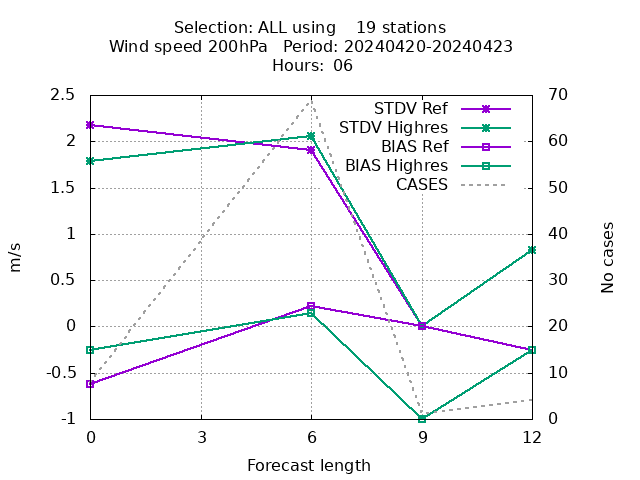 Selection: ALL using    19 stations
Wind speed 200hPa   Period: 20240420-20240423
Hours:  06
2.5
2
1.5
1
0.5
0
-0.5
-1
m/s
STDV Ref
STDV Highres
BIAS Ref
BIAS Highres
CASES
70
60
50
40
30
20
10
0
No cases
0 3 6 9 12
Forecast length